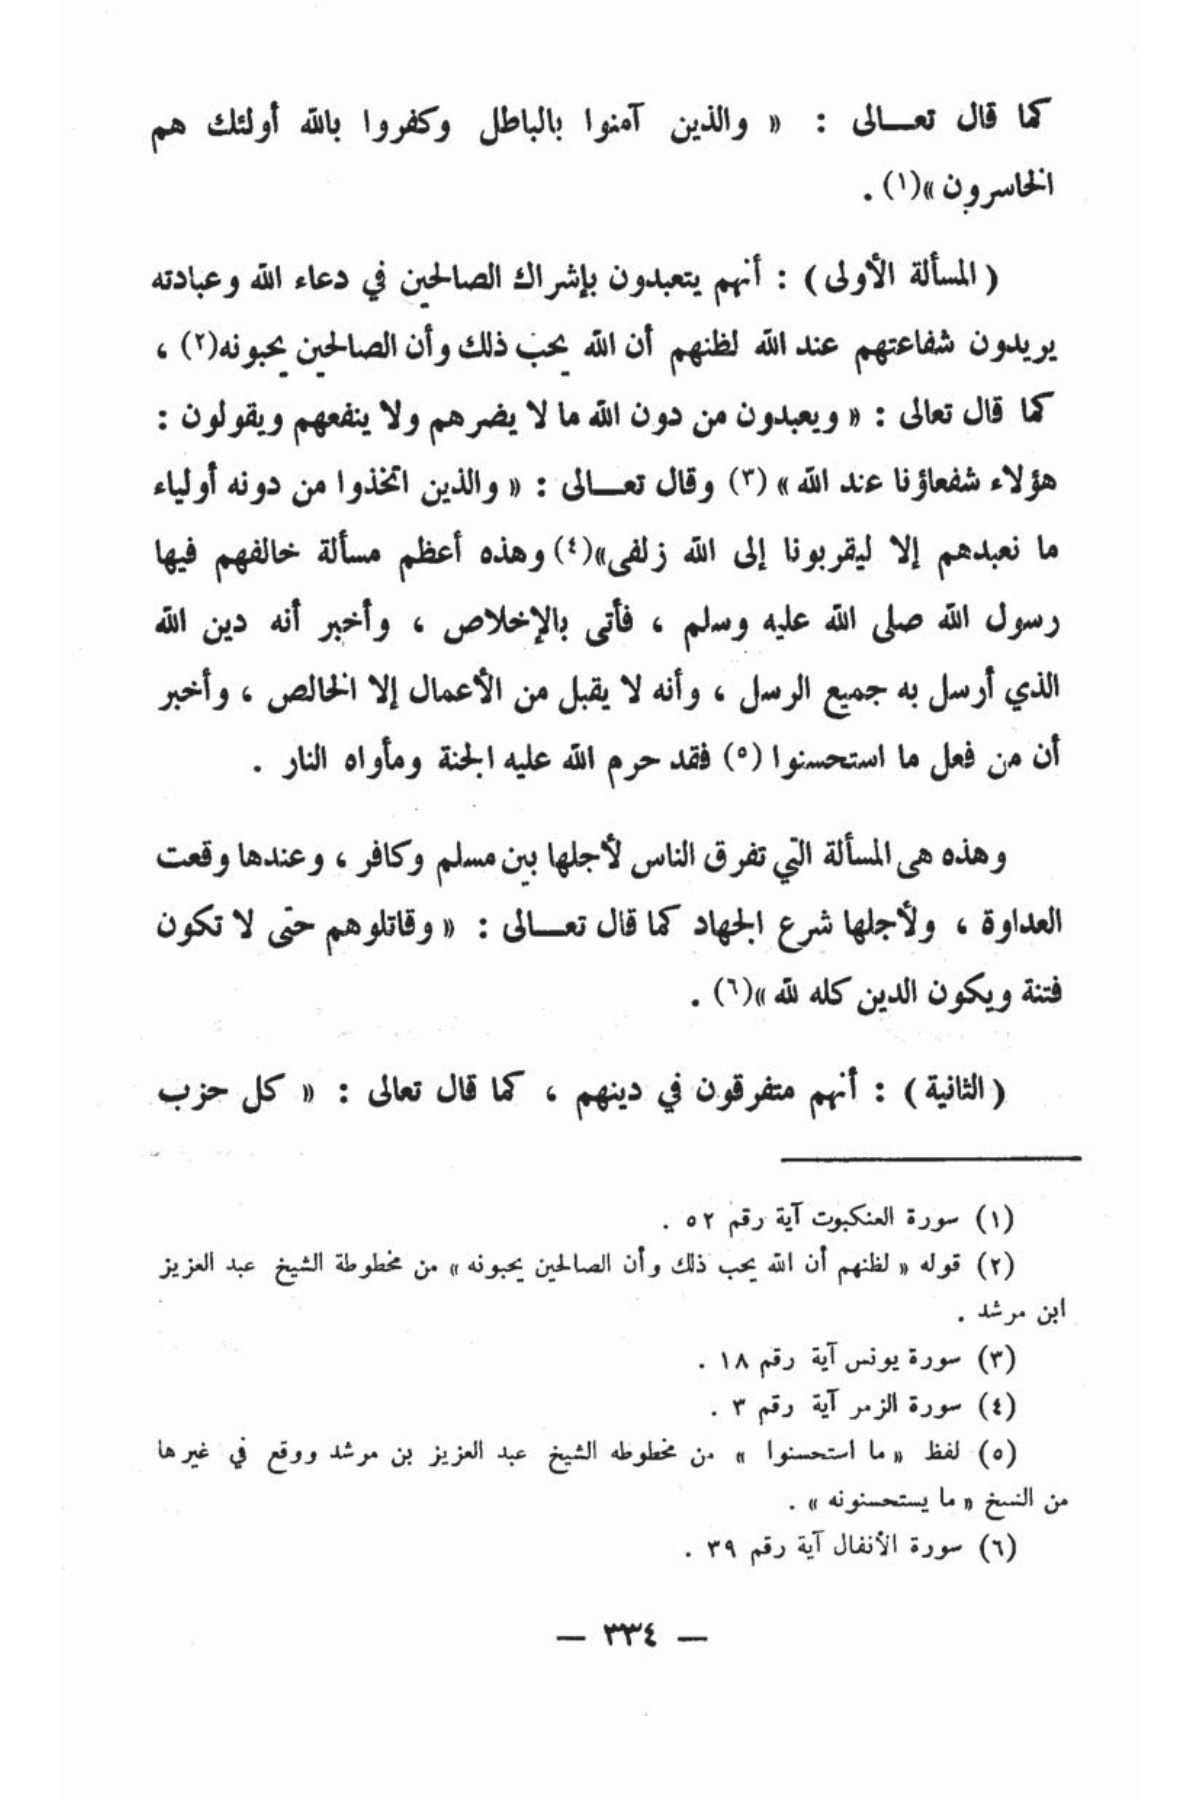 كما قال تعـــالى : « والذين آمنوا بالباطل وكفروا بالله أولئك هم
الخاسرون »(١) .
( المسألة الأولى ) : أنهم يتعبدون بإشراك الصالحين في دعاء الله وعبادته
يريدون شفاعتهم عند الله لظنهم أن الله يحب ذلك وأن الصالحين يحبونه(٢) ،
كما قال تعالى : « ويعبدون من دون الله ما لا يضرهم ولا ينفعهم ويقولون :
هؤلاء شفعاؤنا عند الله » (٣) وقال تعـــالى : « والذين اتخذوا من دونه أولياء
ما نعبدهم إلا ليقربونا إلى الله زلفى»(٤) وهذه أعظم مسألة خالفهم فيها
رسول الله صلى الله عليه وسلم ، فأتى بالإخلاص ، وأخبر أنه دين الله
الذي أرسل به جميع الرسل ، وأنه لا يقبل من الأعمال إلا الخالص ، وأخبر
أن من فعل ما استحسنوا (٥) فقد حرم الله عليه الجنة ومأواه النار .
وهذه هى المسألة التي تفرق الناس لأجلها بين مسلم وكافر ، وعندها وقعت
العداوة ، ولأجلها شرع الجهاد كما قال تعـــالى : « وقاتلوهم حتى لا تكون
فتنة ويكون الدين كله لله »(٦) .
( الثانية ) : أنهم متفرقون في دينهم ، كما قال تعالى : « كل حزب
(١) سورة العنكبوت آية رقم ٥٢ .
(٢) قوله « لظنهم أن الله يحب ذلك وأن الصالحين يحبونه » من مخطوطة الشيخ عبد العزيز
ابن مرشد .
(٣) سورة يونس آية رقم ١٨ .
(٤) سورة الزمر آية رقم ٣ .
(٥) لفظ « ما استحسنوا » من مخطوطه الشيخ عبد العزيز بن مرشد ووقع في غيرها
من النسخ « ما يستحسنونه » .
(٦) سورة الأنفال آية رقم ٣٩ .
— ٣٣٤ —